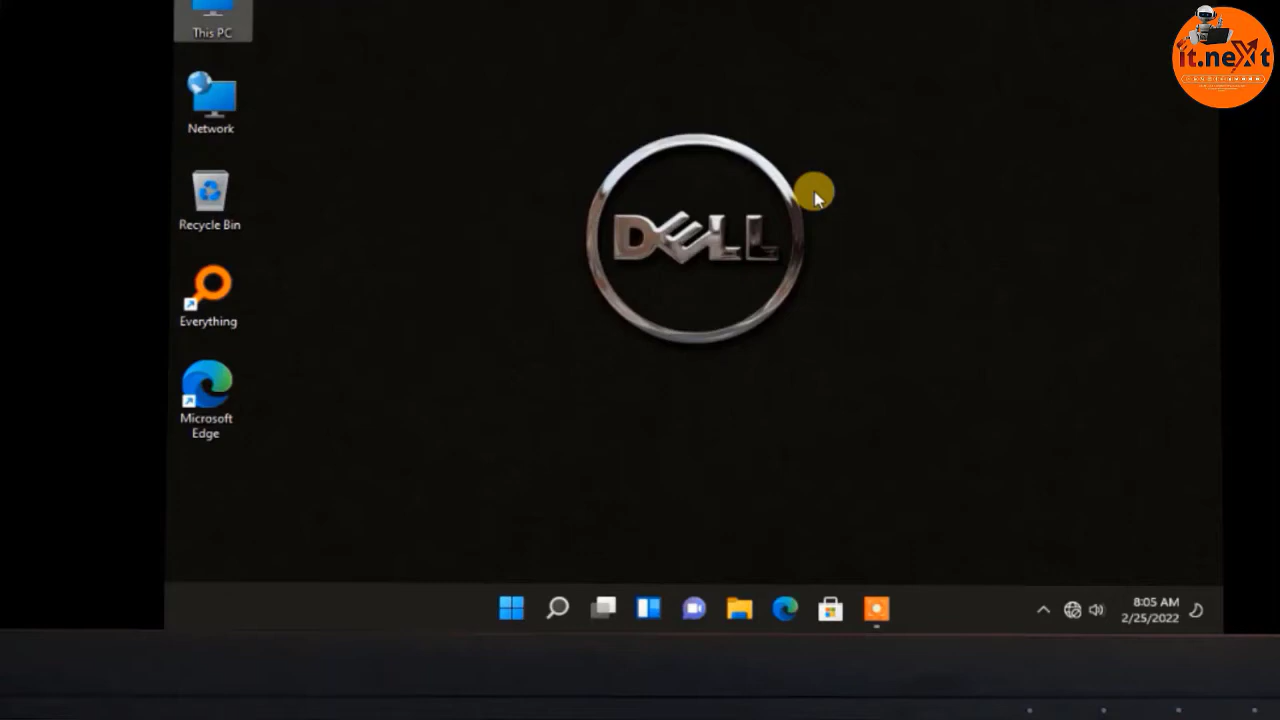 This PC
it.neXt
Network
Recycle Bin
Everything
Microsoft
Edge
DELL
8:05 AM
2/25/2022